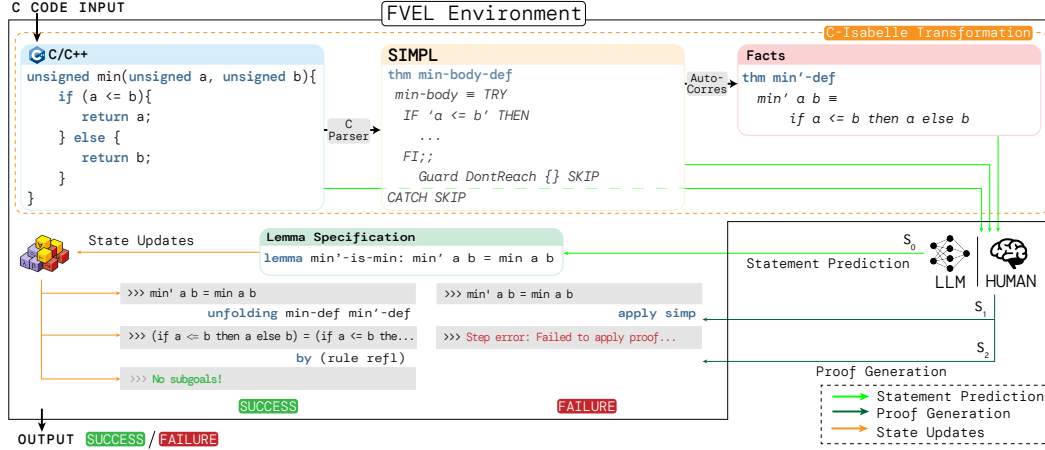 C CODE INPUT
FVEL Environment
C-Isabelle Transformation
C/C++
unsigned min(unsigned a, unsigned b){
if (a <= b){
return a;
} else {
return b;
}
}
C
Parser
SIMPL
thm min-body-def
min-body ≡ TRY
IF ‘a <= b’ THEN
...
FI;;
Guard DontReach {} SKIP
CATCH SKIP
Auto-
Corres
Facts
thm min’-def
min’ a b ≡
if a <= b then a else b
State Updates
Lemma Specification
lemma min’-is-min: min’ a b = min a b
S0
Statement Prediction
LLM
HUMAN
>>> min' a b = min a b
unfolding min-def min’-def
>>> (if a <= b then a else b) = (if a <= b the...
by (rule refl)
>>> No subgoals!
SUCCESS
>>> min' a b = min a b
apply simp
>>> Step error: Failed to apply proof...
FAILURE
S1
S2
Proof Generation
Statement Prediction
Proof Generation
State Updates
OUTPUT SUCCESS / FAILURE